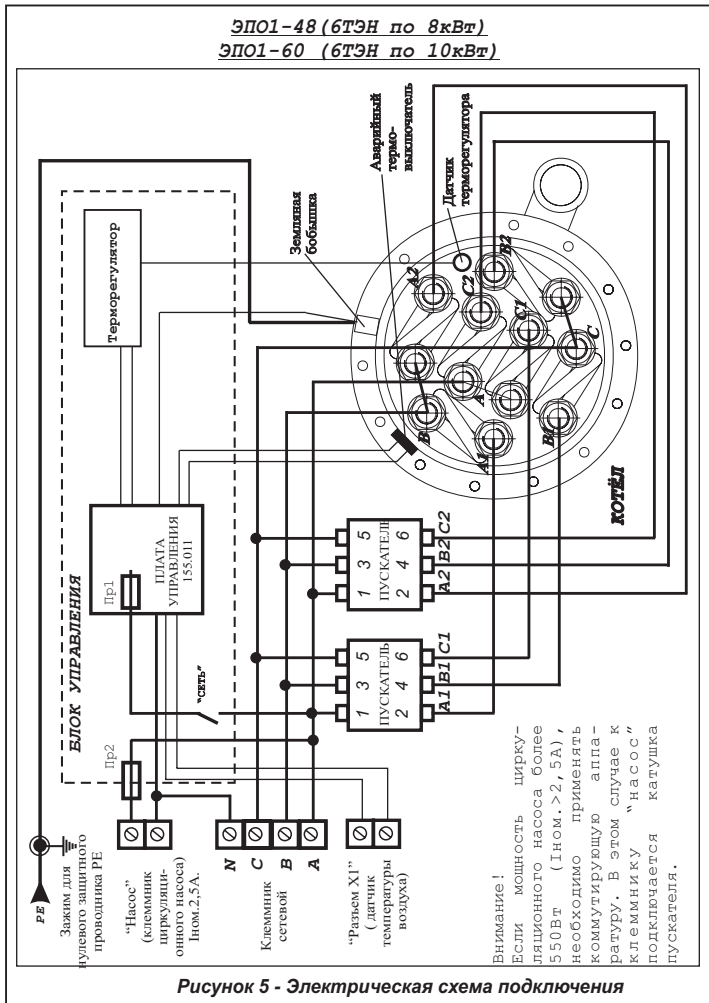 ЭПО1-48(6ТЭН по 8кВт)
ЭПО1-60 (6ТЭН по 10кВт)
БЛОК УПРАВЛЕНИЯ
Терморегулятор
ПЛАТА
УПРАВЛЕНИЯ
155.011
Пр1
Пр2
"СЕТЬ"
Земляная
бобышка
Аварийный
термо-
выключатель
Датчик
терморегулятора
A2
C2
B2
C1
C
A
B
A1
B1
КОТЁЛ
ПУСКАТЕЛЬ
1 3 5
2 4 6
A2 B2 C2
ПУСКАТЕЛЬ
1 3 5
2 4 6
A1 B1 C1
PE
Зажим для
нулевого защитного
проводника PE
"Насос"
(клеммник
циркуляци-
онного насоса)
Iном.2,5А.
N
C
B
A
Клеммник
сетевой
"Разъем X1"
( датчик
температуры
воздуха)
Внимание!
Если мощность цирку-
ляционного насоса более
550Вт (Iном.>2,5А),
необходимо применять
коммутирующую аппа-
ратуру. В этом случае к
клеммнику "насос"
подключается катушка
пускателя.
Рисунок 5 - Электрическая схема подключения